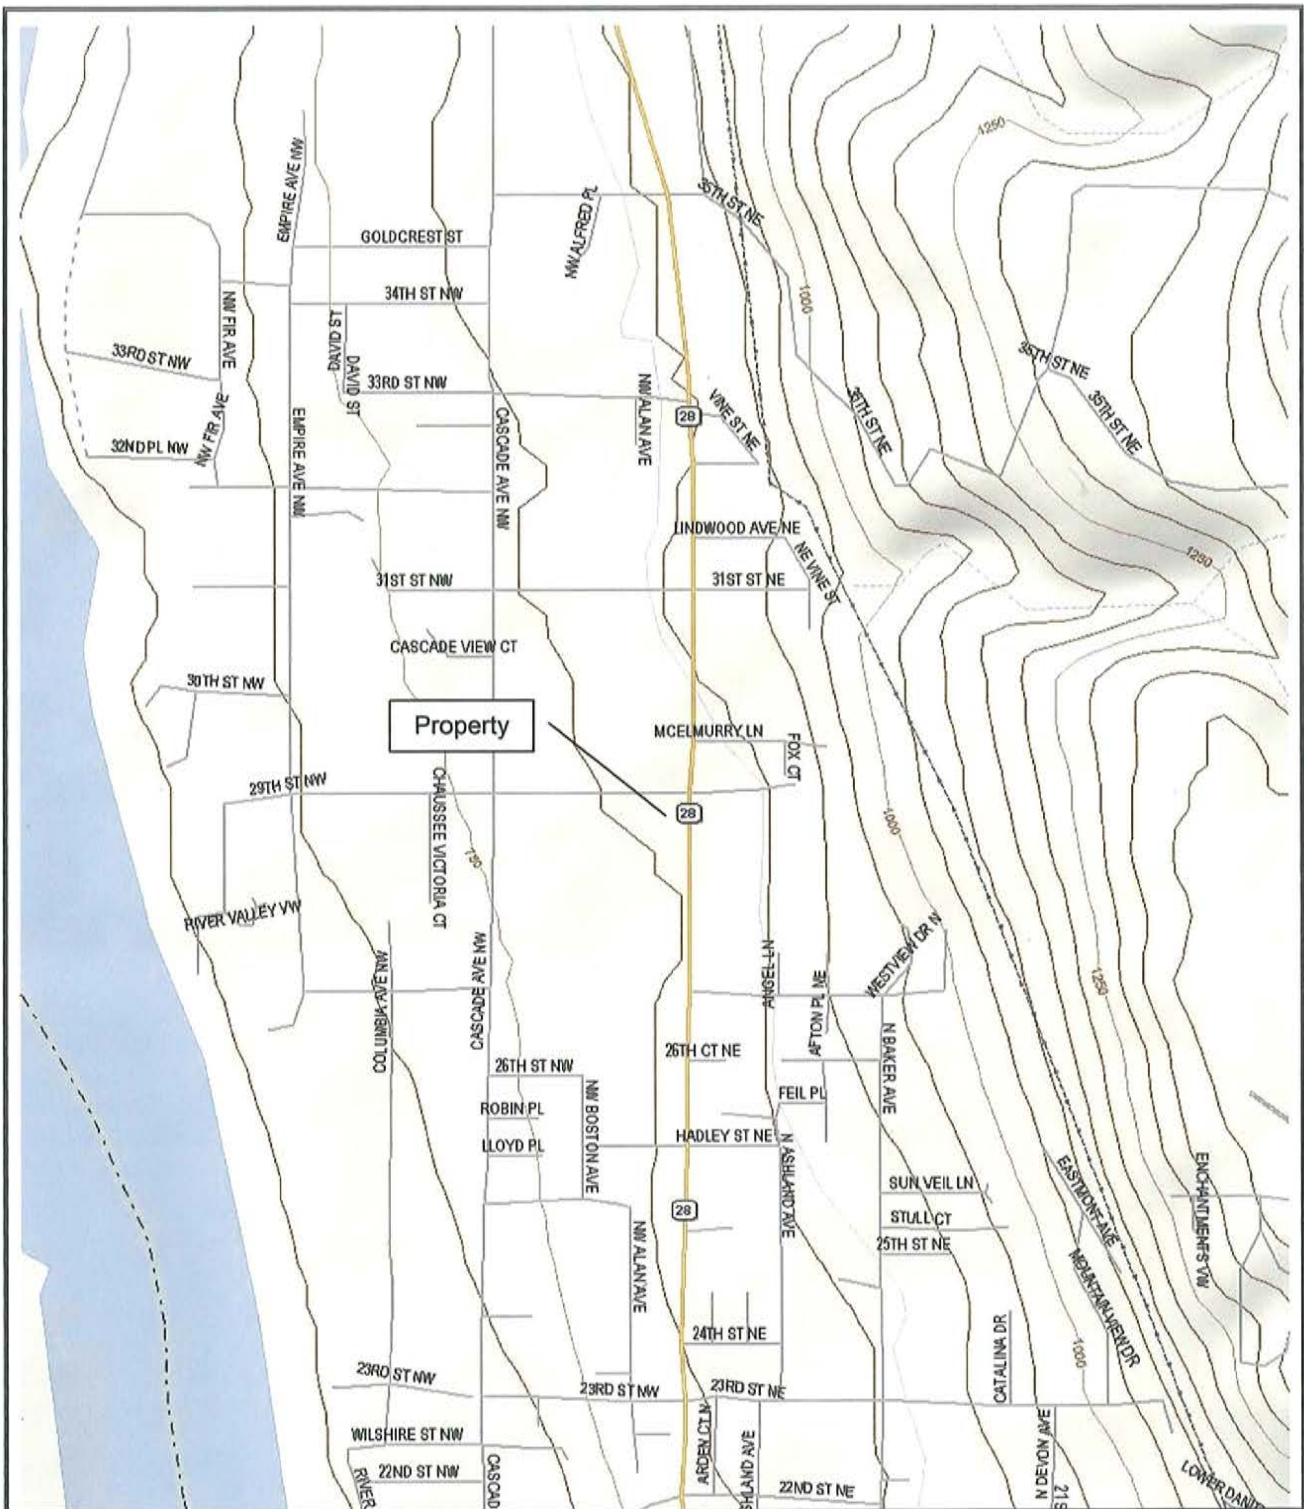 1250
EMPIRE AVE NW
NW ALFRED PL
35TH ST NE
GOLDCREST ST
34TH ST NW
1000
NW FIR AVE
DAVID ST
DAVID ST
33RD ST NW
33RD ST NW
35TH ST NE
35TH ST NE
35TH ST NE
NW ALAN AVE
28
VINE ST NE
NW FIR AVE
EMPIRE AVE NW
CASCADE AVE NW
32ND PL NW
LINDWOOD AVE NE
NE VINE ST
1250
31ST ST NW
31ST ST NE
CASCADE VIEW CT
30TH ST NW
Property
MCELMURRY LN
FOX CT
29TH ST NW
CHAUSSEE VICTORIA CT
28
1000
750
RIVER VALLEY VW
COLUMBIA AVE NW
CASCADE AVE NW
ANGEL LN
AFTON PL NE
WESTVIEW DR N
1250
26TH CT NE
N BAKER AVE
26TH ST NW
NW BOSTON AVE
FEIL PL
ROBIN PL
LLOYD PL
HADLEY ST NE
N ASHLAND AVE
SUN VEIL LN
EASTMONT AVE
ENCHANTMENTS VW
28
STULL CT
25TH ST NE
NW ALAN AVE
MOUNTAIN VIEW DR
24TH ST NE
CATALINA DR
1000
23RD ST NW
23RD ST NW
23RD ST NE
ARDEN CT N
HLAND AVE
N DEVON AVE
WILSHIRE ST NW
RIVER
22ND ST NW
CASCAD
22ND ST NE
21S
LOWER DANI